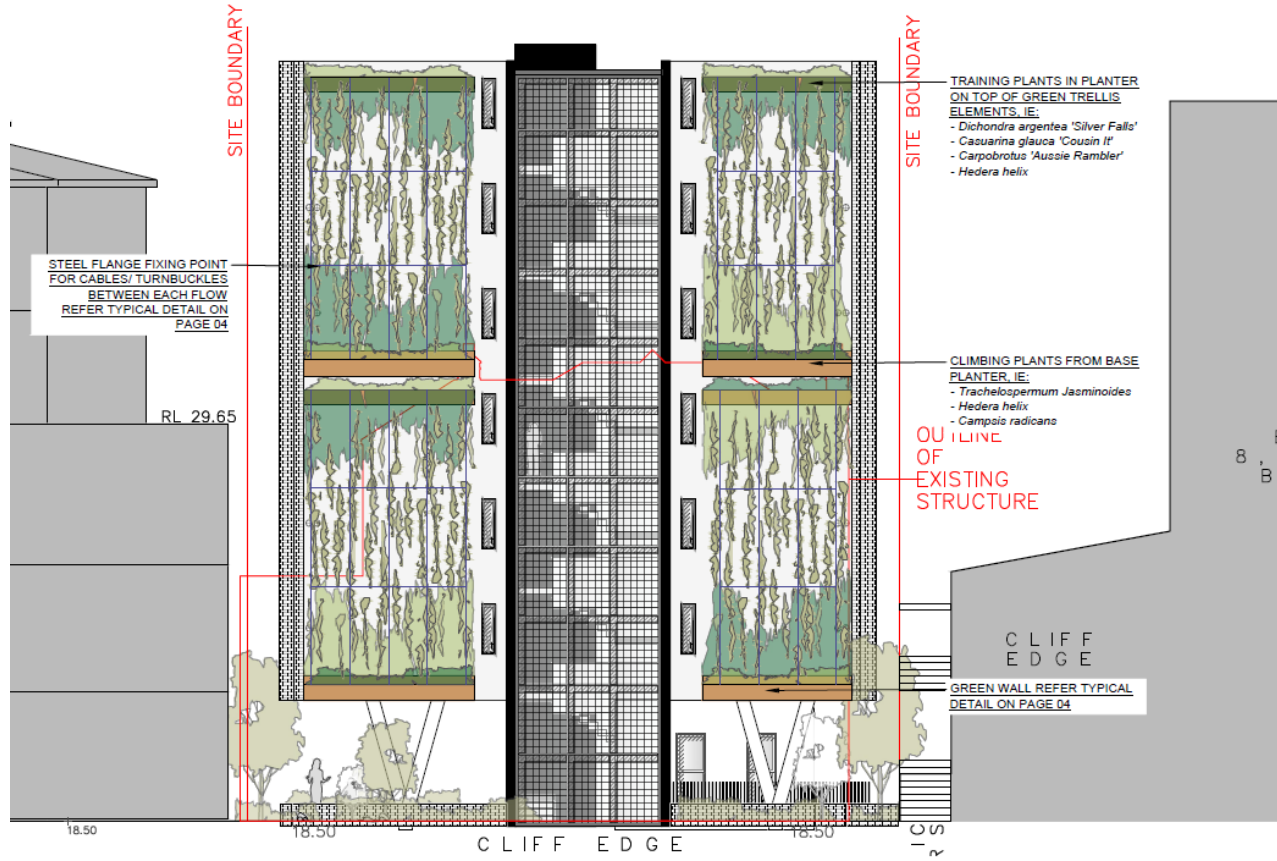 SITE BOUNDARY
SITE BOUNDARY
TRAINING PLANTS IN PLANTER
ON TOP OF GREEN TRELLIS
ELEMENTS, IE:
- Dichondra argentea 'Silver Falls'
- Casuarina glauca 'Cousin It'
- Carpobrotus 'Aussie Rambler'
- Hedera helix
STEEL FLANGE FIXING POINT
FOR CABLES/ TURNBUCKLES
BETWEEN EACH FLOW
REFER TYPICAL DETAIL ON
PAGE 04
CLIMBING PLANTS FROM BASE
PLANTER, IE:
- Trachelospermum Jasminoides
- Hedera helix
- Campsis radicans
RL 29.65
OUTLINE
OF
EXISTING
STRUCTURE
8 ,
B
CLIFF
EDGE
GREEN WALL REFER TYPICAL
DETAIL ON PAGE 04
18.50
18.50
18.50
CLIFF EDGE